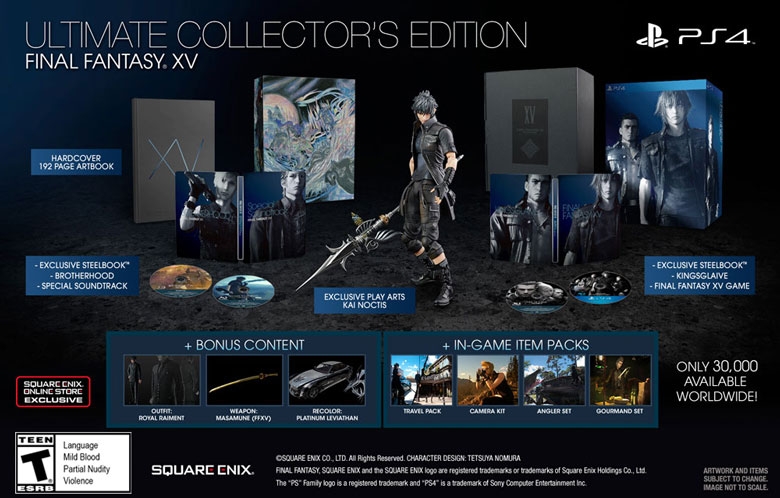 ULTIMATE COLLECTOR'S EDITION
FINAL FANTASY® XV
PS4
HARDCOVER
192 PAGE ARTBOOK
XV
XV
PS4
FINAL
FANTASY XV
- EXCLUSIVE STEELBOOK™
- BROTHERHOOD
- SPECIAL SOUNDTRACK
EXCLUSIVE PLAY ARTS
KAI NOCTIS
- EXCLUSIVE STEELBOOK™
- KINGSGLAIVE
- FINAL FANTASY XV GAME
+ BONUS CONTENT
OUTFIT:
ROYAL RAIMENT
WEAPON:
MASAMUNE (FFXV)
RECOLOR:
PLATINUM LEVIATHAN
+ IN-GAME ITEM PACKS
TRAVEL PACK
CAMERA KIT
ANGLER SET
GOURMAND SET
SQUARE ENIX
ONLINE STORE
EXCLUSIVE
ONLY 30,000
AVAILABLE
WORLDWIDE!
TEEN
T
ESRB
Language
Mild Blood
Partial Nudity
Violence
SQUARE ENIX.
©SQUARE ENIX CO., LTD. All Rights Reserved. CHARACTER DESIGN: TETSUYA NOMURA
FINAL FANTASY, SQUARE ENIX and the SQUARE ENIX logo are registered trademarks or trademarks of Square Enix Holdings Co., Ltd.
The "PS" Family logo is a registered trademark and "PS4" is a trademark of Sony Computer Entertainment Inc.
ARTWORK AND ITEMS
SUBJECT TO CHANGE.
IMAGE NOT TO SCALE.